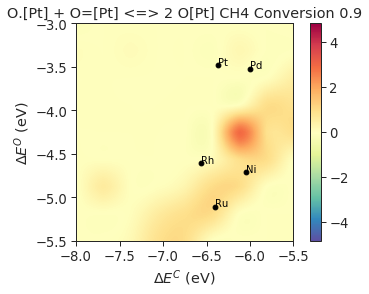 O.[Pt] + O=[Pt] <=> 2 O[Pt] CH4 Conversion 0.9
−3.0
−3.5
−4.0
−4.5
−5.0
−5.5
ΔE^O (eV)
Pt
Pd
Rh
Ni
Ru
−8.0 −7.5 −7.0 −6.5 −6.0 −5.5
ΔE^C (eV)
4
2
0
−2
−4